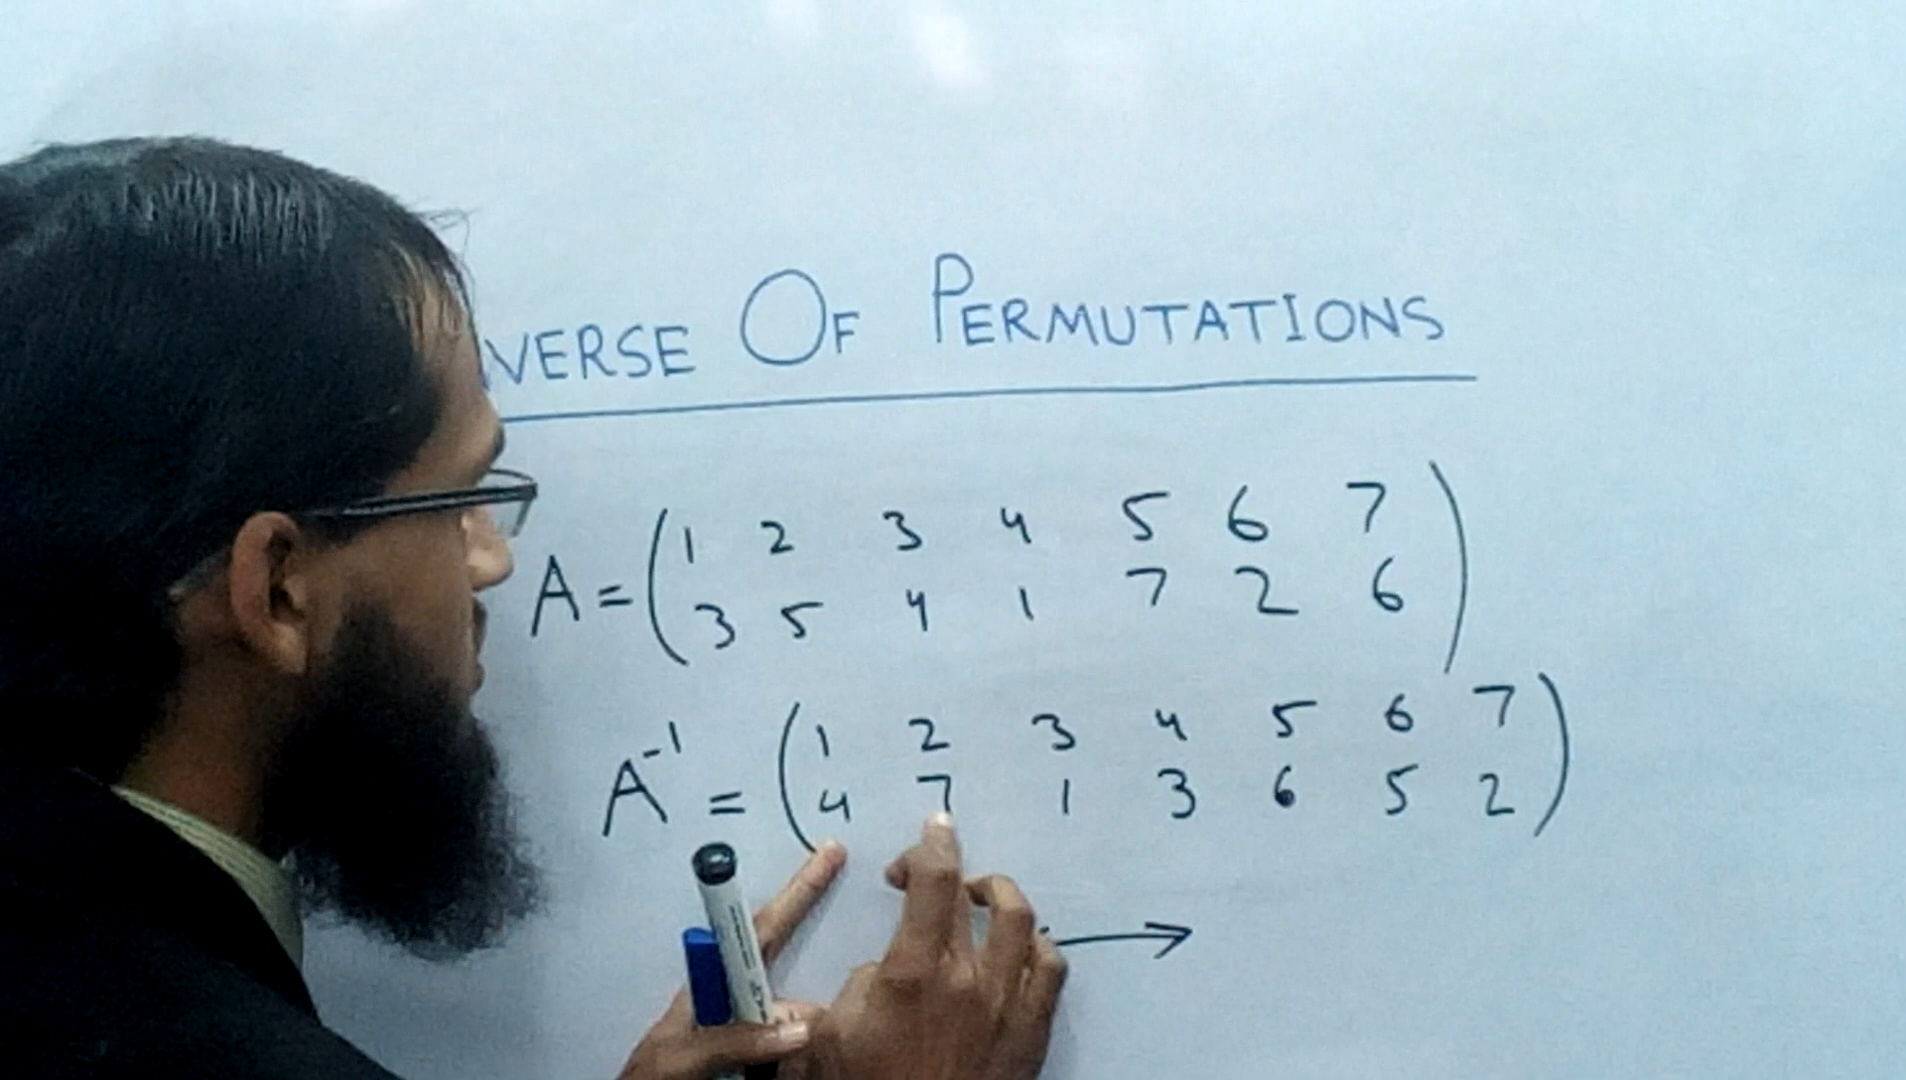 VERSE OF PERMUTATIONS
A = ( 1 2 3 4 5 6 7 )
3 5 4 1 7 2 6
A⁻¹ = ( 1 2 3 4 5 6 7 )
4 7 1 3 6 5 2